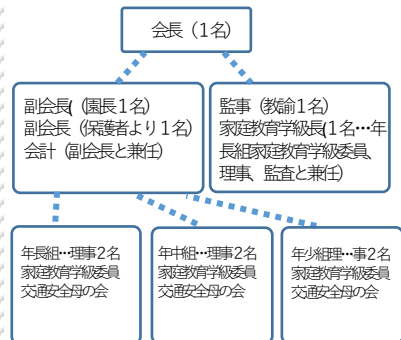 会長（1名）
副会長（（園長１名）
副会長（保護者より１名）
会計（副会長と兼任）
監事（教諭1名）
家庭教育学級長（1名…年
長組家庭教育学級委員、
理事、監査と兼任）
年長組…理事２名
家庭教育学級委員
交通安全母の会
年中組…理事２名
家庭教育学級委員
交通安全母の会
年少組理…事２名
家庭教育学級委員
交通安全母の会